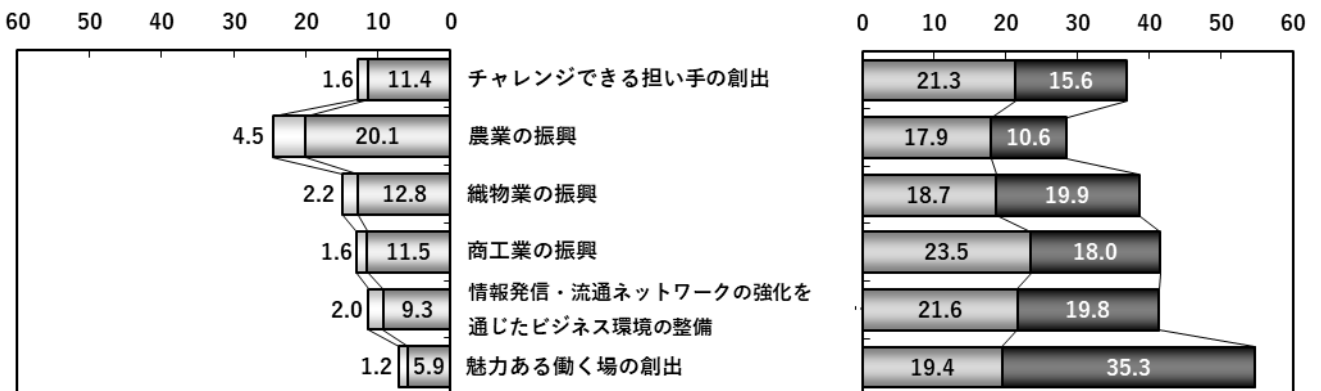 60 50 40 30 20 10 0 0 10 20 30 40 50 60
1.6 11.4 チャレンジできる担い手の創出 21.3 15.6
4.5 20.1 農業の振興 17.9 10.6
2.2 12.8 織物業の振興 18.7 19.9
1.6 11.5 商工業の振興 23.5 18.0
2.0 9.3 情報発信・流通ネットワークの強化を 21.6 19.8
通じたビジネス環境の整備
1.2 5.9 魅力ある働く場の創出 19.4 35.3